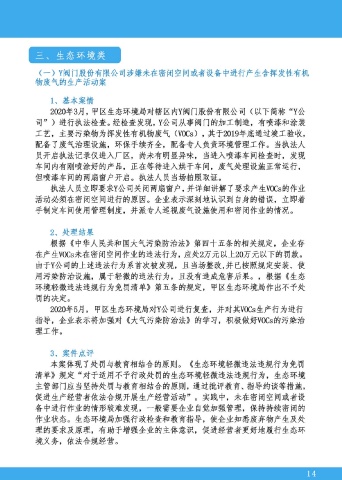 三、生态环境类
（一）Y阀门股份有限公司涉嫌未在密闭空间或者设备中进行产生含挥发性有机
物废气的生产活动案
1、基本案情
2020年3月，甲区生态环境局对辖区内Y阀门股份有限公司（以下简称“Y公
司”）进行执法检查。经检查发现，Y公司从事阀门的加工制造，有喷漆和涂装
工艺，主要污染物为挥发性有机物废气（VOCs），其于2019年底通过竣工验收。
配备了废气治理设施，环保手续齐全，配备专人负责环境管理工作。当执法人
员开启执法记录仪进入厂区，尚未有明显异味，当进入喷漆车间检查时，发现
车间内有刚喷涂好的产品，正在等待进入烘干车间，废气处理设施正常运行，
但喷漆车间的两扇窗户开启。执法人员当场拍照取证。
执法人员立即要求Y公司关闭两扇窗户，并详细讲解了要求产生VOCs的作业
活动必须在密闭空间进行的原因。企业表示深刻地认识到自身的错误，立即着
手制定车间使用管理制度，并派专人巡视废气设施使用和密闭作业的情况。
2、处理结果
根据《中华人民共和国大气污染防治法》第四十五条的相关规定，企业存
在产生VOCs未在密闭空间作业的违法行为，应处2万元以上20万元以下的罚款。
由于Y公司的上述违法行为系首次被发现，且当场整改，并已按照规定安装、使
用污染防治设施，属于轻微的违法行为，且没有造成危害后果。，根据《生态
环境轻微违法违规行为免罚清单》第五条的规定，甲区生态环境局作出不予处
罚的决定。
2020年5月，甲区生态环境局对Y公司进行复查，并对其VOCs生产行为进行
指导，企业表示将加强对《大气污染防治法》的学习，积极做好VOCs的污染治
理工作。
3、案件点评
本案体现了处罚与教育相结合的原则。《生态环境轻微违法违规行为免罚
清单》规定“对于适用不予行政处罚的生态环境轻微违法违规行为，生态环境
主管部门应当坚持处罚与教育相结合的原则，通过批评教育、指导约谈等措施，
促进生产经营者依法合规开展生产经营活动”。实践中，未在密闭空间或者设
备中进行作业的情形较难发现，一般需要企业自觉加强管理，保持持续密闭的
作业状态。生态环境局加强行政检查和教育指导，使企业知悉废弃物产生及处
理的要求及原理，有助于增强企业的主体意识，促进经营者更好地履行生态环
境义务，依法合规经营。
14